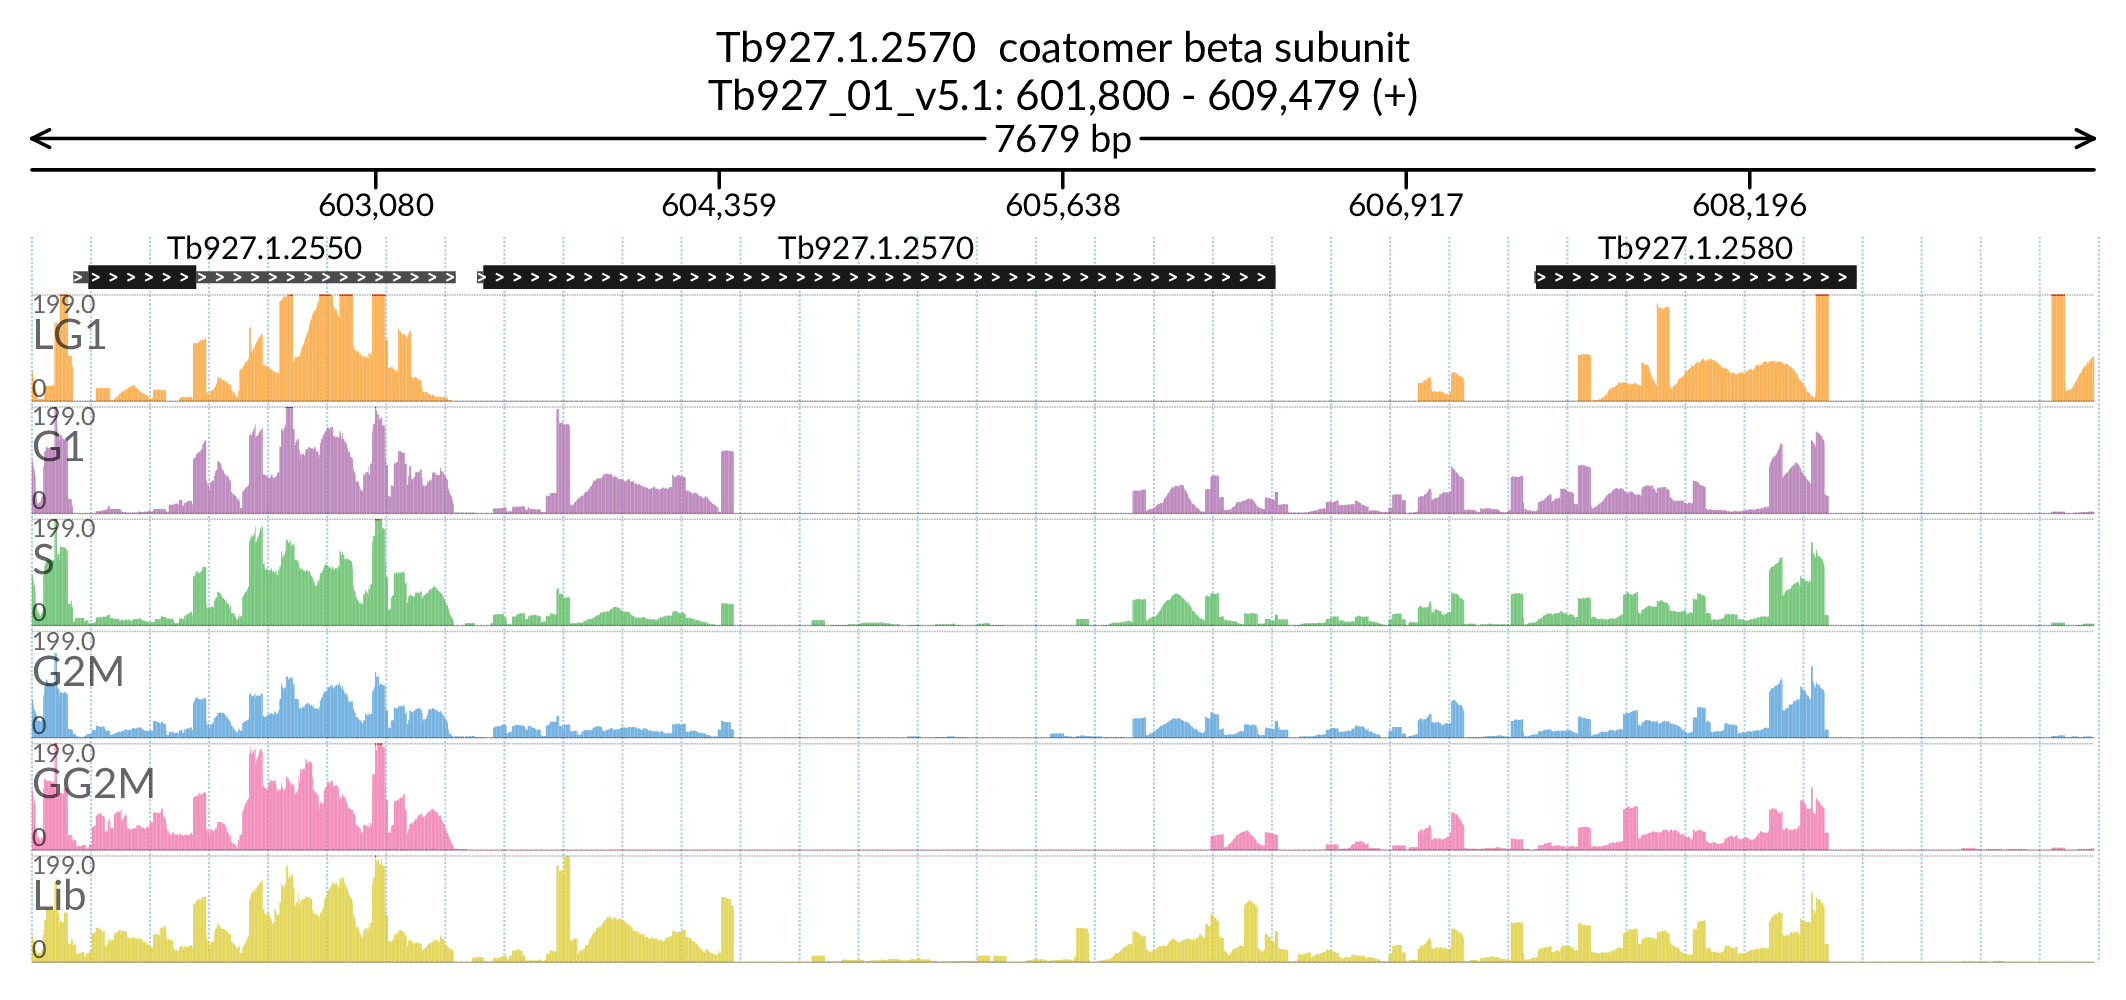 Tb927.1.2570  coatomer beta subunit
Tb927_01_v5.1: 601,800 - 609,479 (+)
7679 bp
603,080 604,359 605,638 606,917 608,196
Tb927.1.2550 Tb927.1.2570 Tb927.1.2580
199.0
LG1
0
199.0
G1
0
199.0
S
0
199.0
G2M
0
199.0
GG2M
0
199.0
Lib
0